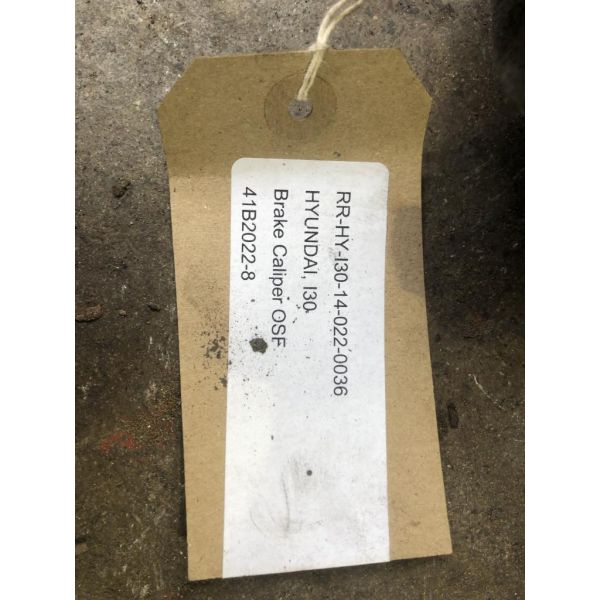 RR-HY-I30-14-022-0036
HYUNDAI, I30
Brake Caliper OSF
41B2022-8